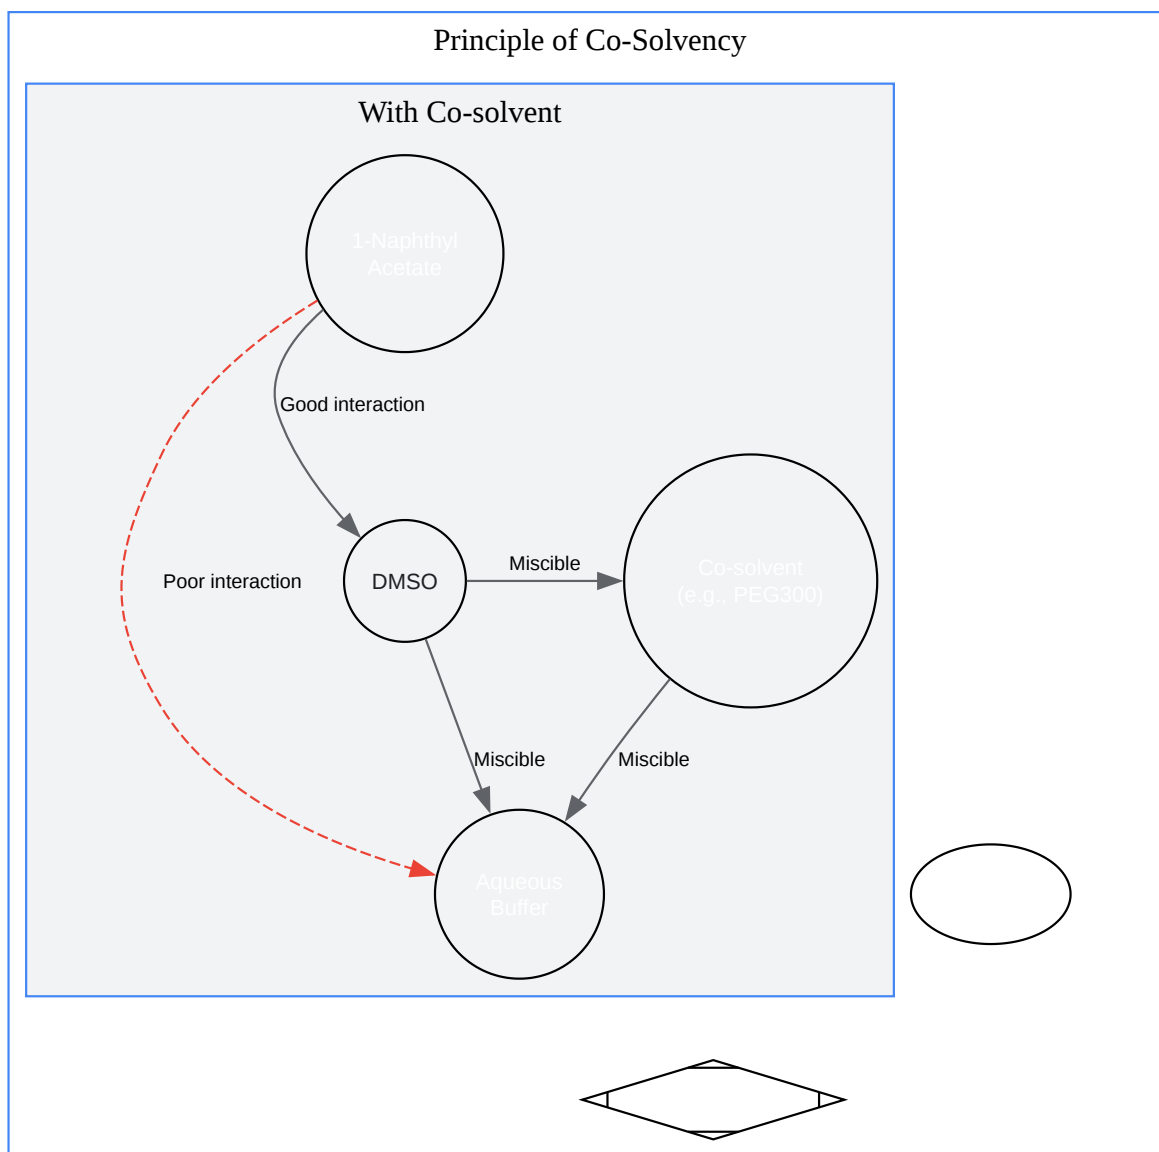 Principle of Co-Solvency
With Co-solvent
1-Naphthyl
Acetate
Good interaction
Poor interaction
DMSO
Miscible
Co-solvent
(e.g., PEG300)
Miscible
Miscible
Aqueous
Buffer